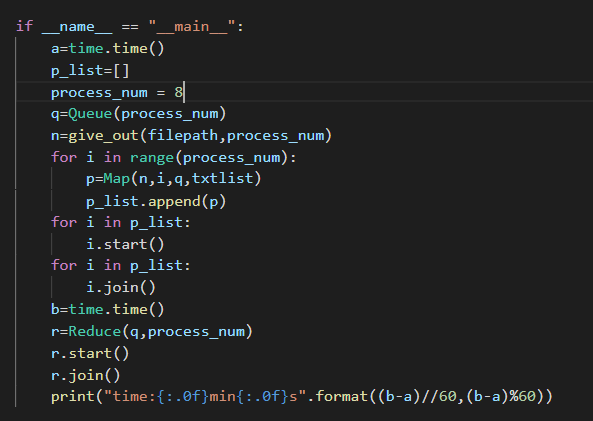 if __name__ == "__main__":
    a=time.time()
    p_list=[]
    process_num = 8
    q=Queue(process_num)
    n=give_out(filepath,process_num)
    for i in range(process_num):
        p=Map(n,i,q,txtlist)
        p_list.append(p)
    for i in p_list:
        i.start()
    for i in p_list:
        i.join()
    b=time.time()
    r=Reduce(q,process_num)
    r.start()
    r.join()
    print("time:{:.0f}min{:.0f}s".format((b-a)//60,(b-a)%60))